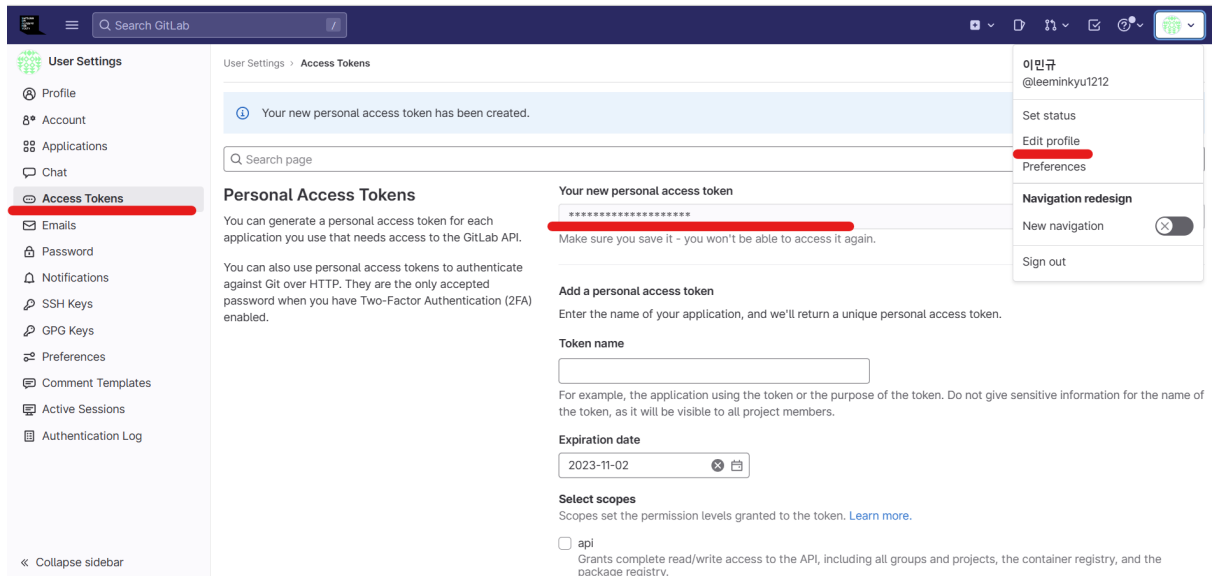 Search GitLab
/
User Settings
Profile
Account
Applications
Chat
Access Tokens
Emails
Password
Notifications
SSH Keys
GPG Keys
Preferences
Comment Templates
Active Sessions
Authentication Log
« Collapse sidebar
User Settings › Access Tokens
Your new personal access token has been created.
Search page
Personal Access Tokens
You can generate a personal access token for each
application you use that needs access to the GitLab API.
You can also use personal access tokens to authenticate
against Git over HTTP. They are the only accepted
password when you have Two-Factor Authentication (2FA)
enabled.
Your new personal access token
********************
Make sure you save it - you won't be able to access it again.
Add a personal access token
Enter the name of your application, and we'll return a unique personal access token.
Token name
For example, the application using the token or the purpose of the token. Do not give sensitive information for the name of
the token, as it will be visible to all project members.
Expiration date
2023-11-02
Select scopes
Scopes set the permission levels granted to the token. Learn more.
api
Grants complete read/write access to the API, including all groups and projects, the container registry, and the
package registry.
이민규
@leeminkyu1212
Set status
Edit profile
Preferences
Navigation redesign
New navigation
Sign out